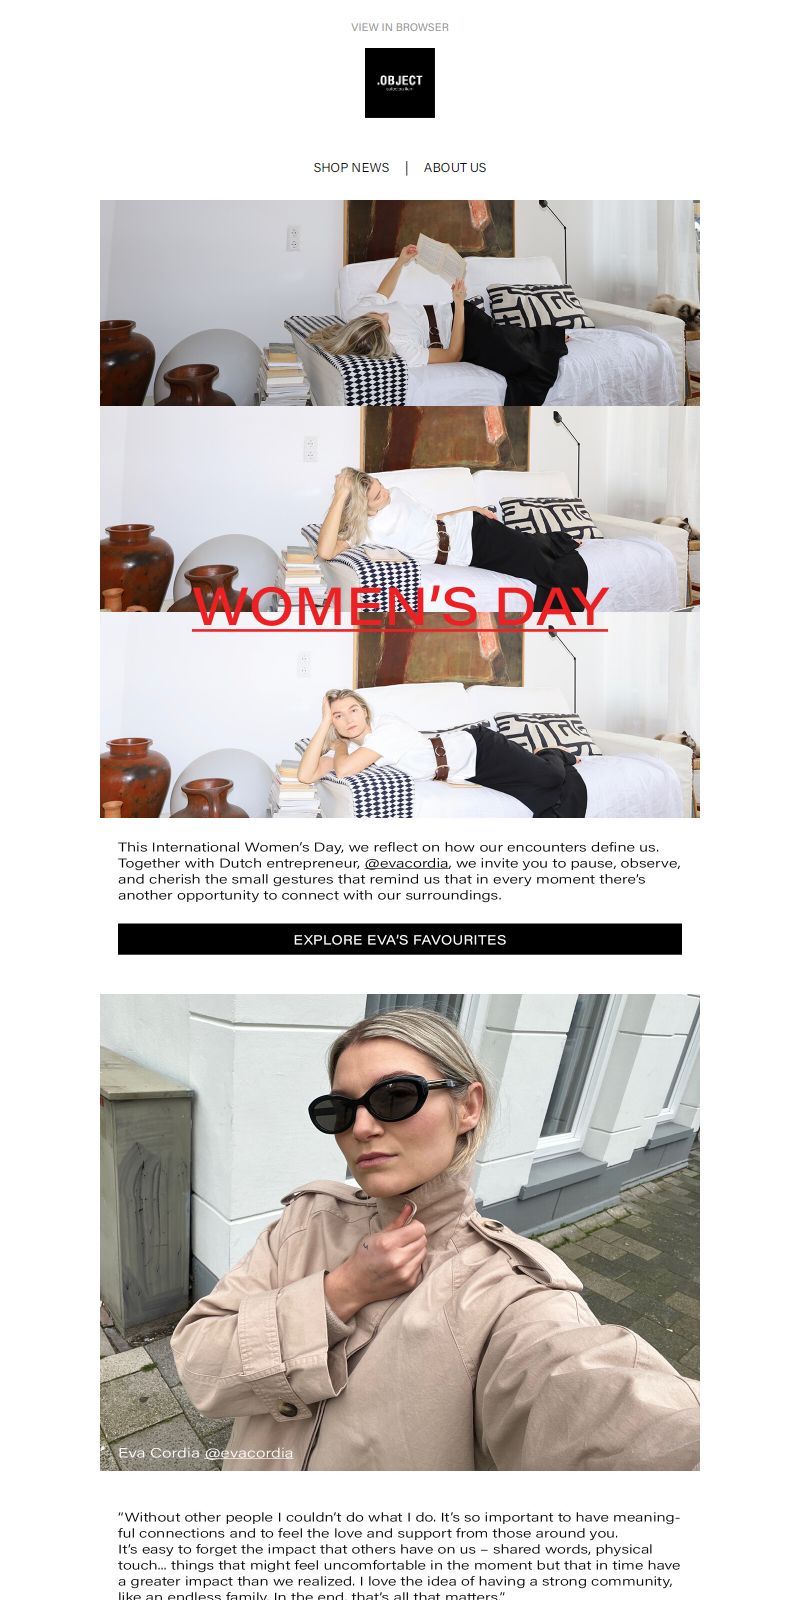 VIEW IN BROWSER
.OBJECT
SHOP NEWS | ABOUT US
WOMEN'S DAY
This International Women's Day, we reflect on how our encounters define us.
Together with Dutch entrepreneur, @evacordia, we invite you to pause, observe,
and cherish the small gestures that remind us that in every moment there's
another opportunity to connect with our surroundings.
EXPLORE EVA'S FAVOURITES
Eva Cordia @evacordia
"Without other people I couldn't do what I do. It's so important to have meaning-
ful connections and to feel the love and support from those around you.
It's easy to forget the impact that others have on us – shared words, physical
touch... things that might feel uncomfortable in the moment but that in time have
a greater impact than we realized. I love the idea of having a strong community,
like an endless family. In the end, that's all that matters."